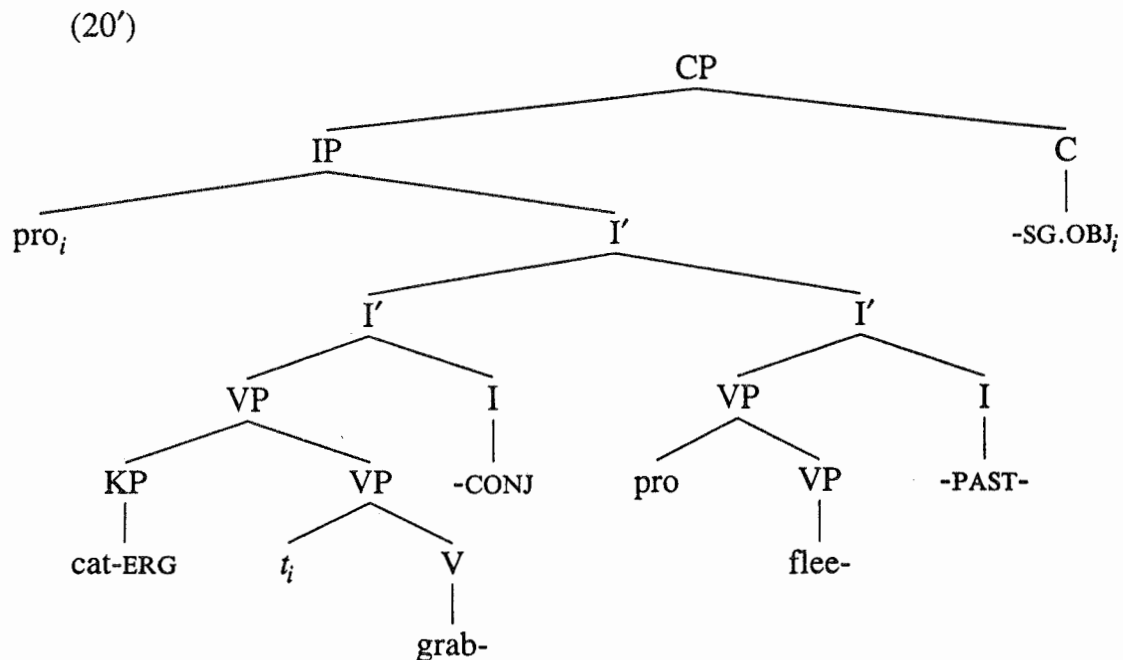 (20′)
CP
IP C
pro_i I′ -SG.OBJ_i
I′ I′
VP I VP I
KP VP -CONJ pro VP -PAST-
cat-ERG t_i V flee-
grab-